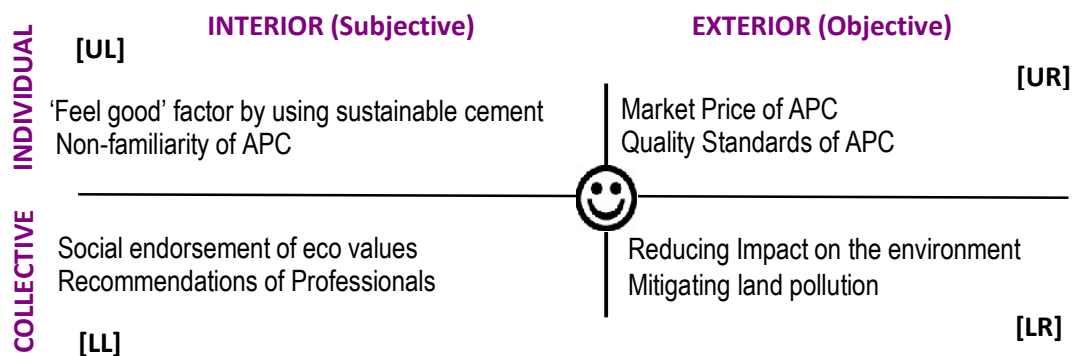 INTERIOR (Subjective)
EXTERIOR (Objective)
INDIVIDUAL
[UL]
[UR]
‘Feel good’ factor by using sustainable cement
Non-familiarity of APC
Market Price of APC
Quality Standards of APC
COLLECTIVE
Social endorsement of eco values
Recommendations of Professionals
Reducing Impact on the environment
Mitigating land pollution
[LL]
[LR]